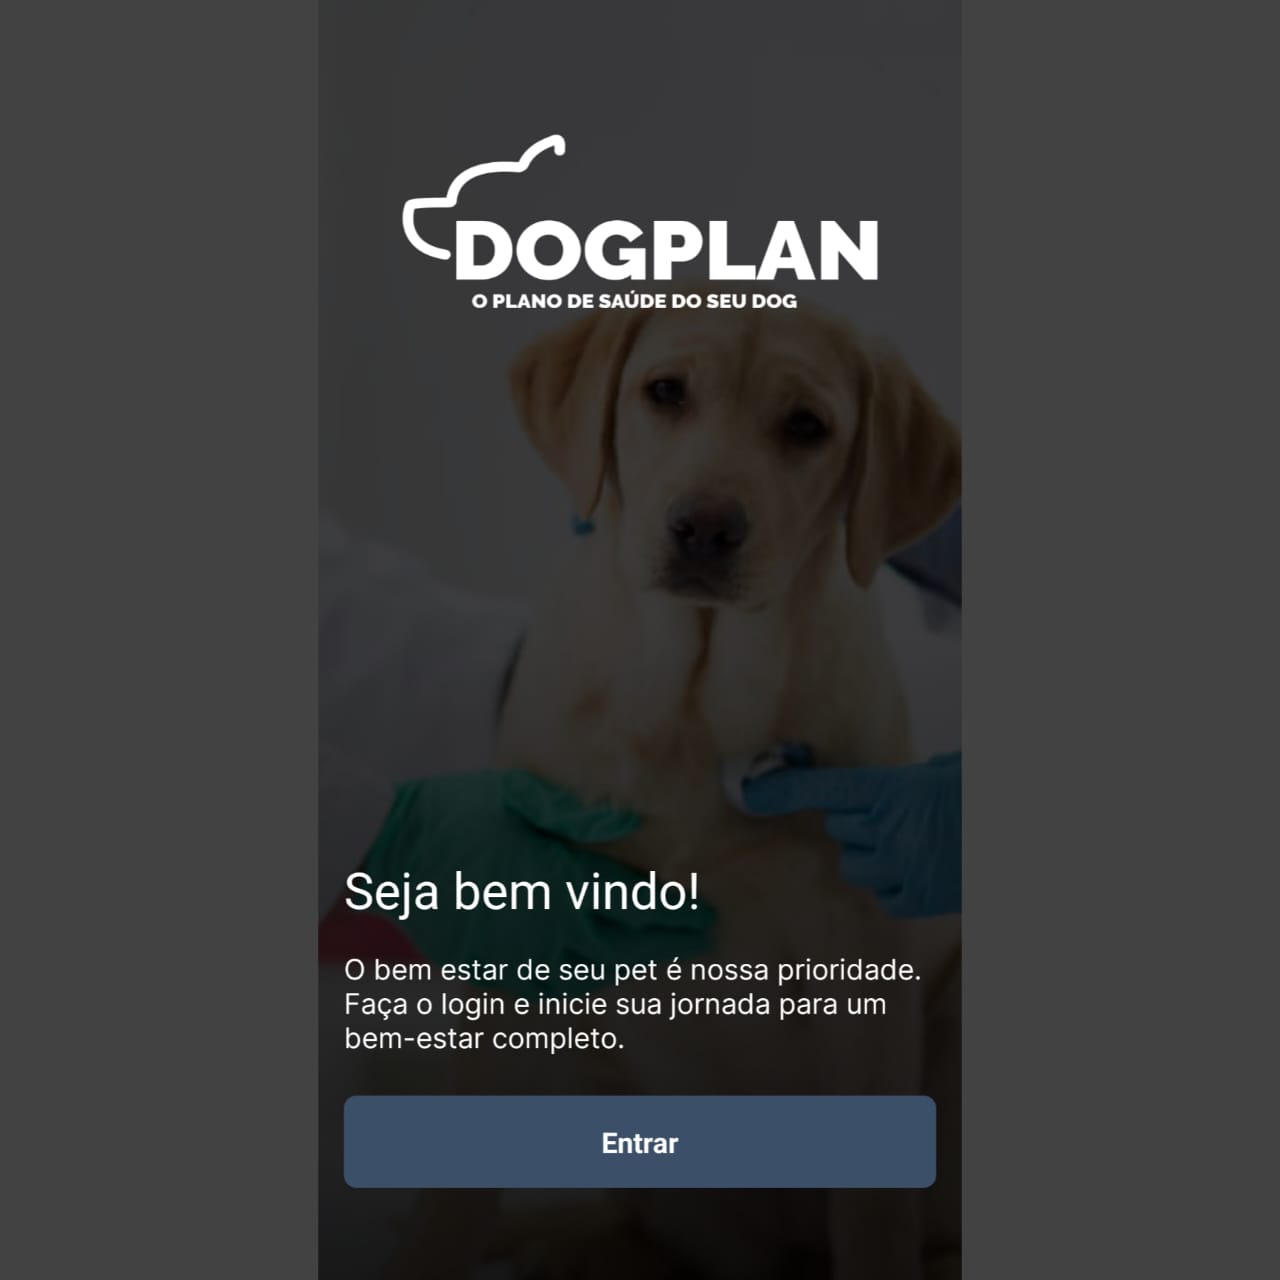 DOGPLAN
O PLANO DE SAÚDE DO SEU DOG
Seja bem vindo!
O bem estar de seu pet é nossa prioridade.
Faça o login e inicie sua jornada para um
bem-estar completo.
Entrar